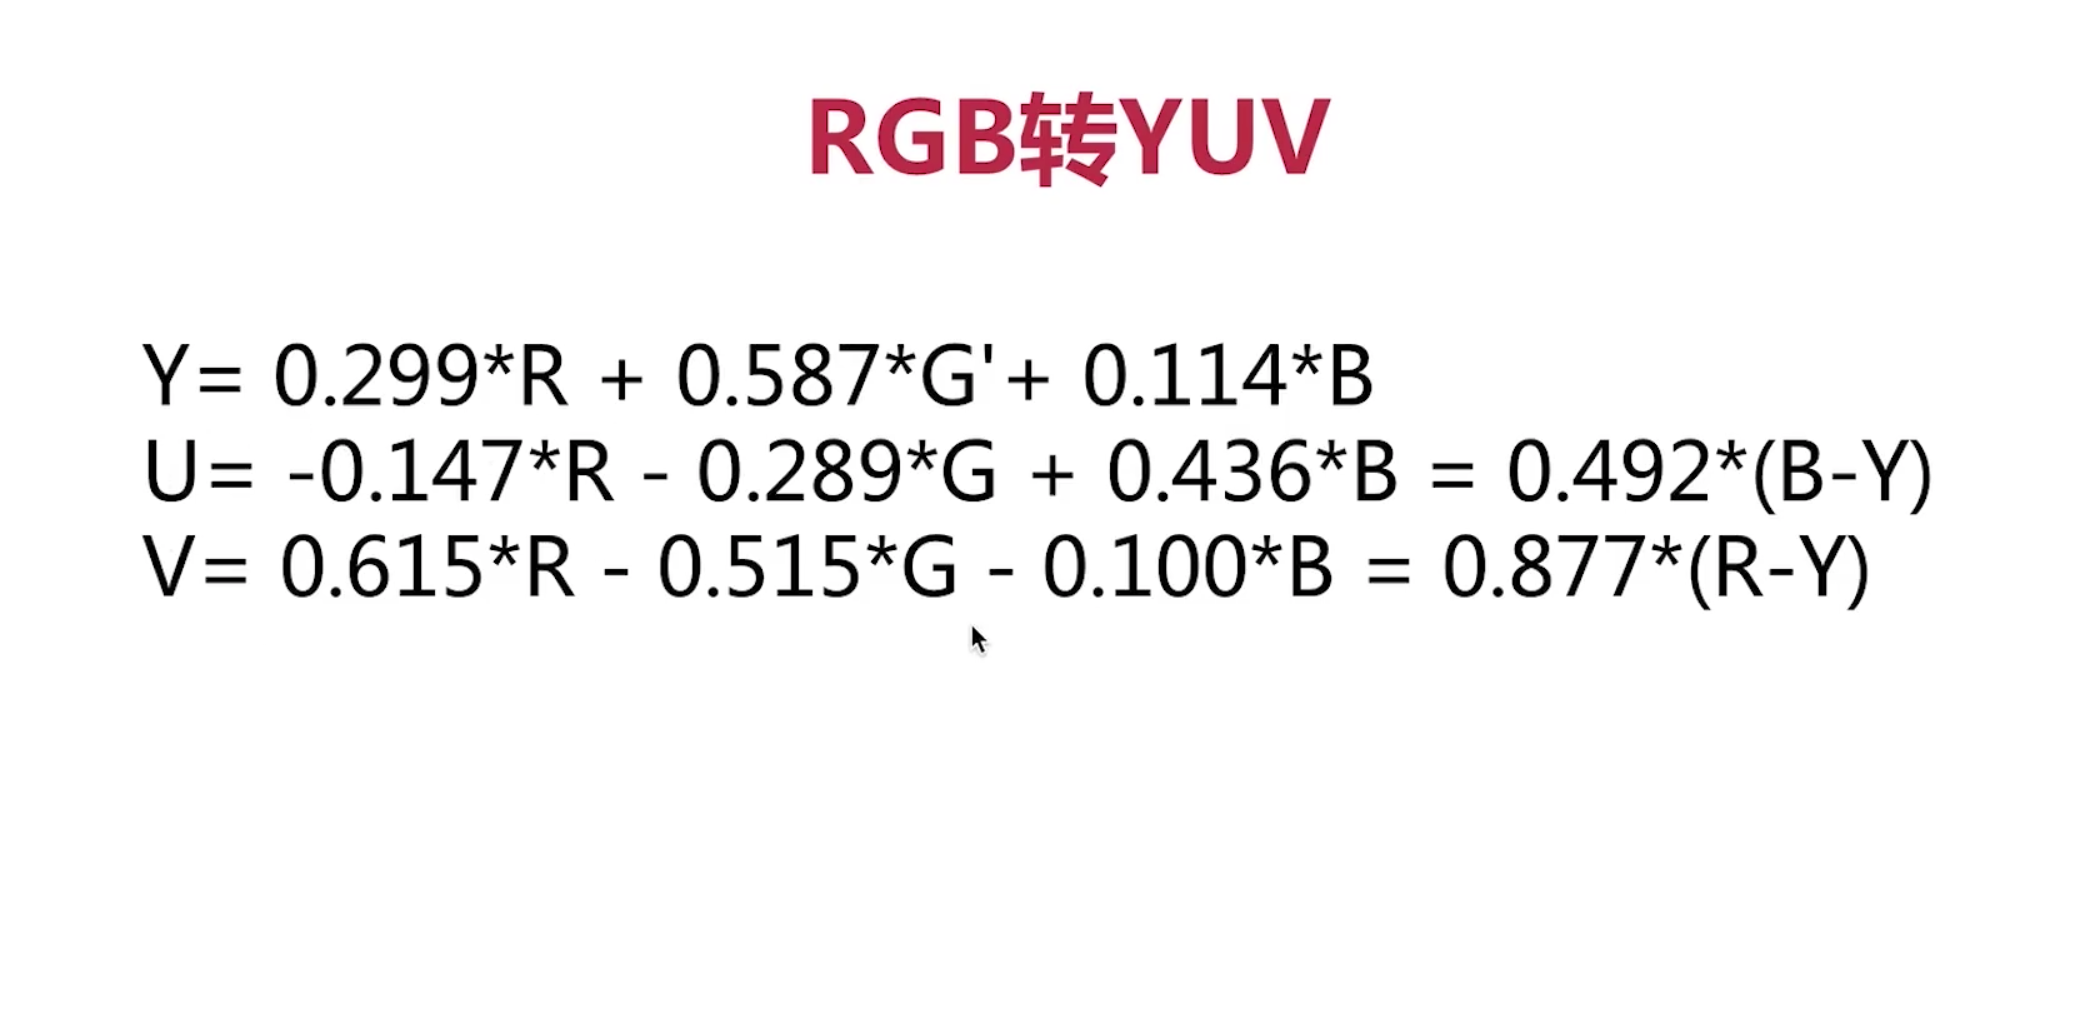 RGB转YUV
Y= 0.299*R + 0.587*G'+ 0.114*B
U= -0.147*R - 0.289*G + 0.436*B = 0.492*(B-Y)
V= 0.615*R - 0.515*G - 0.100*B = 0.877*(R-Y)